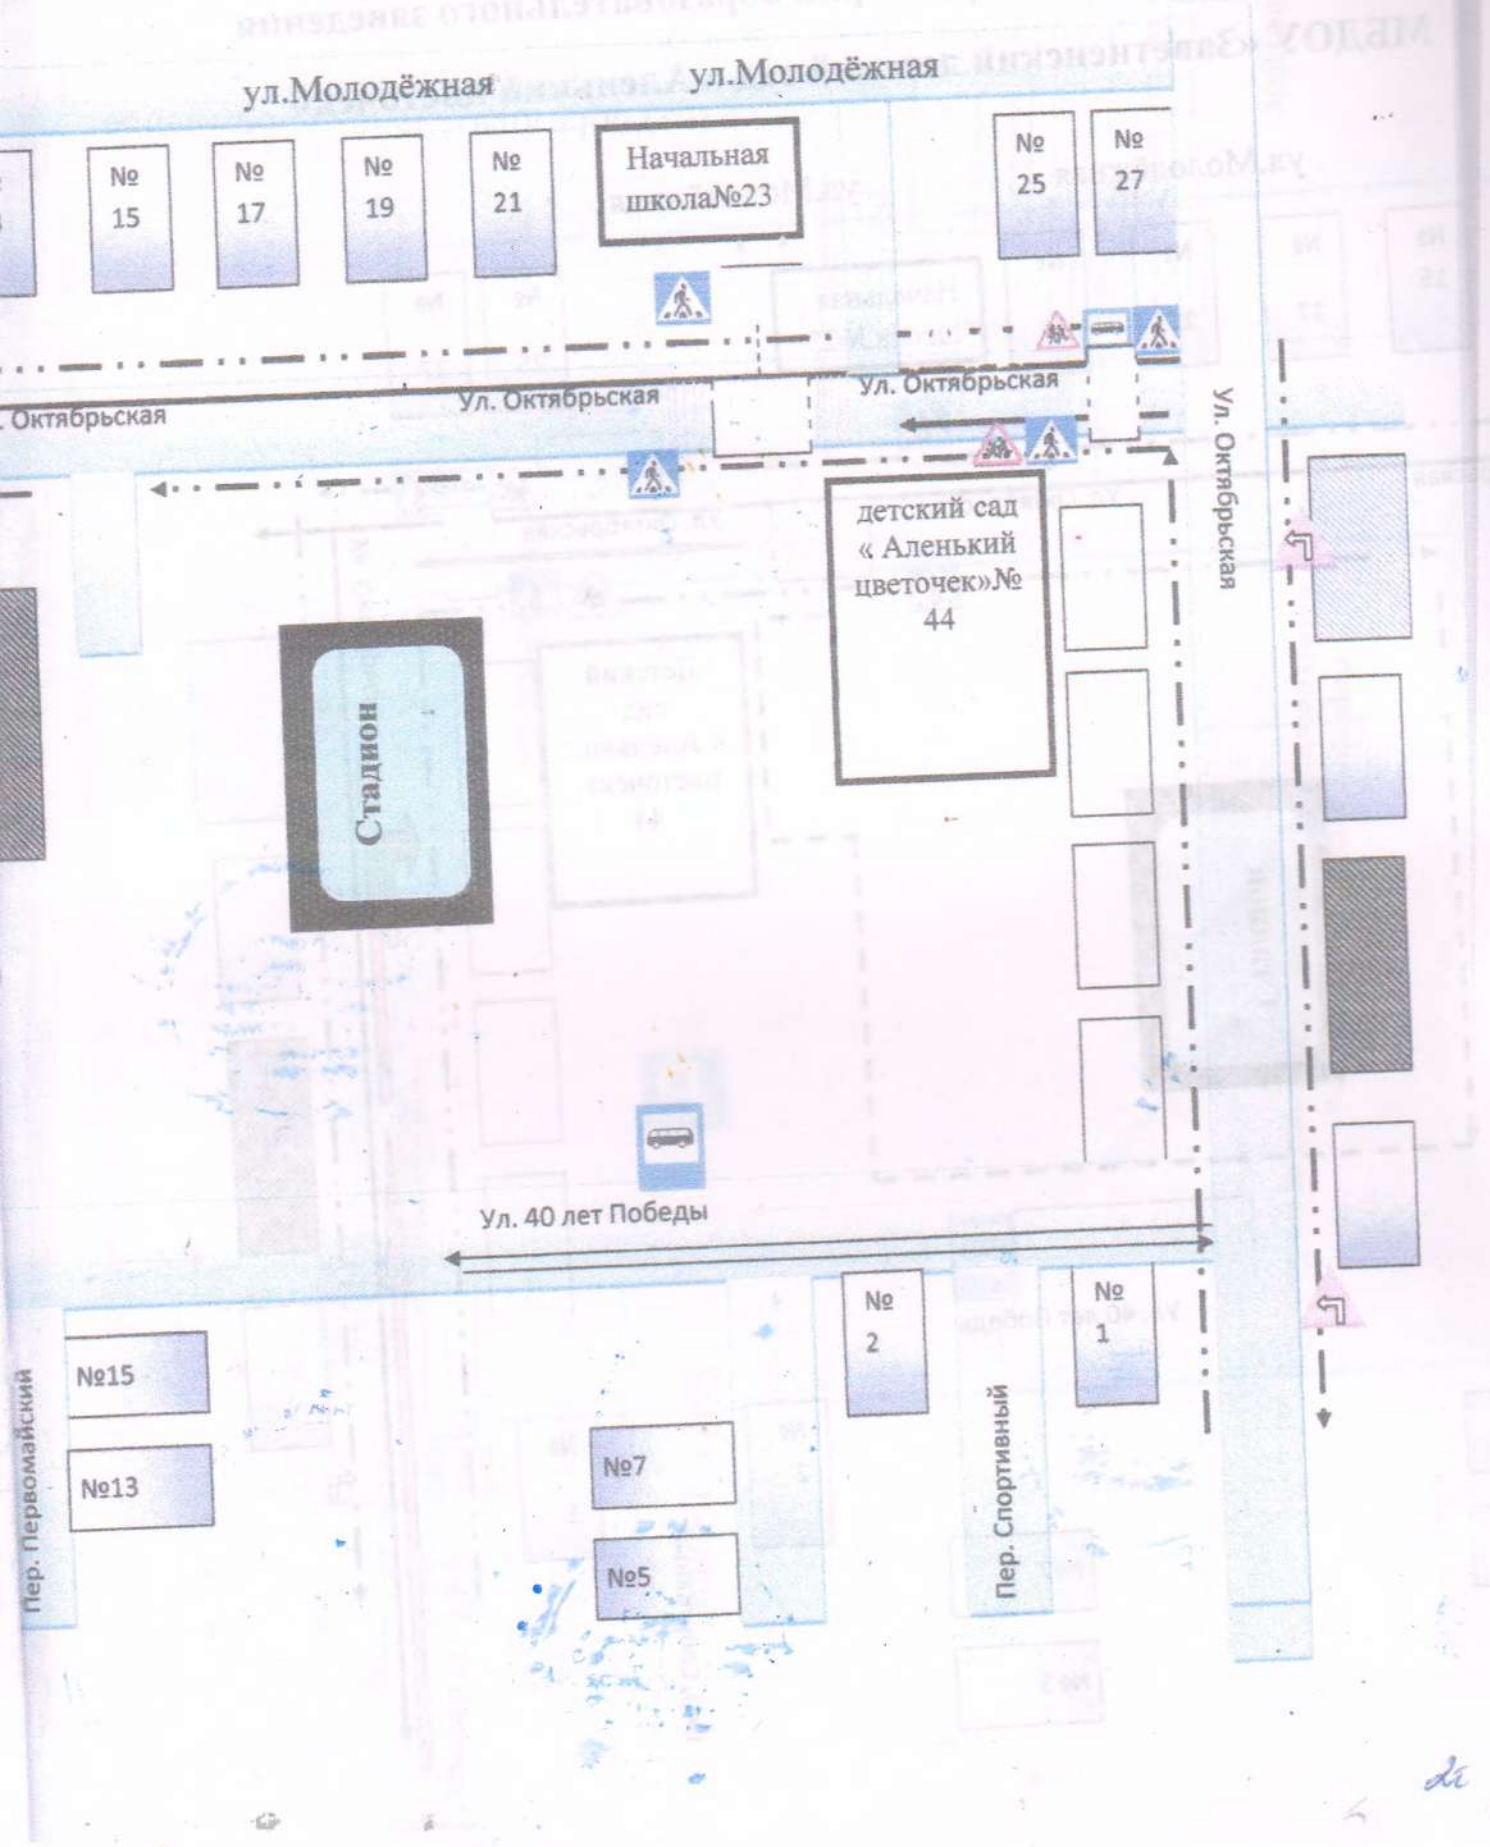 ул.Молодёжная
ул.Молодёжная
№
15
№
17
№
19
№
21
Начальная
школа№23
№
25
№
27
. Октябрьская
Ул. Октябрьская
Ул. Октябрьская
Ул. Октябрьская
детский сад
« Аленький
цветочек»№
44
Стадион
Ул. 40 лет Победы
№
2
№
1
№15
№13
№7
№5
Пер. Первомайский
Пер. Спортивный